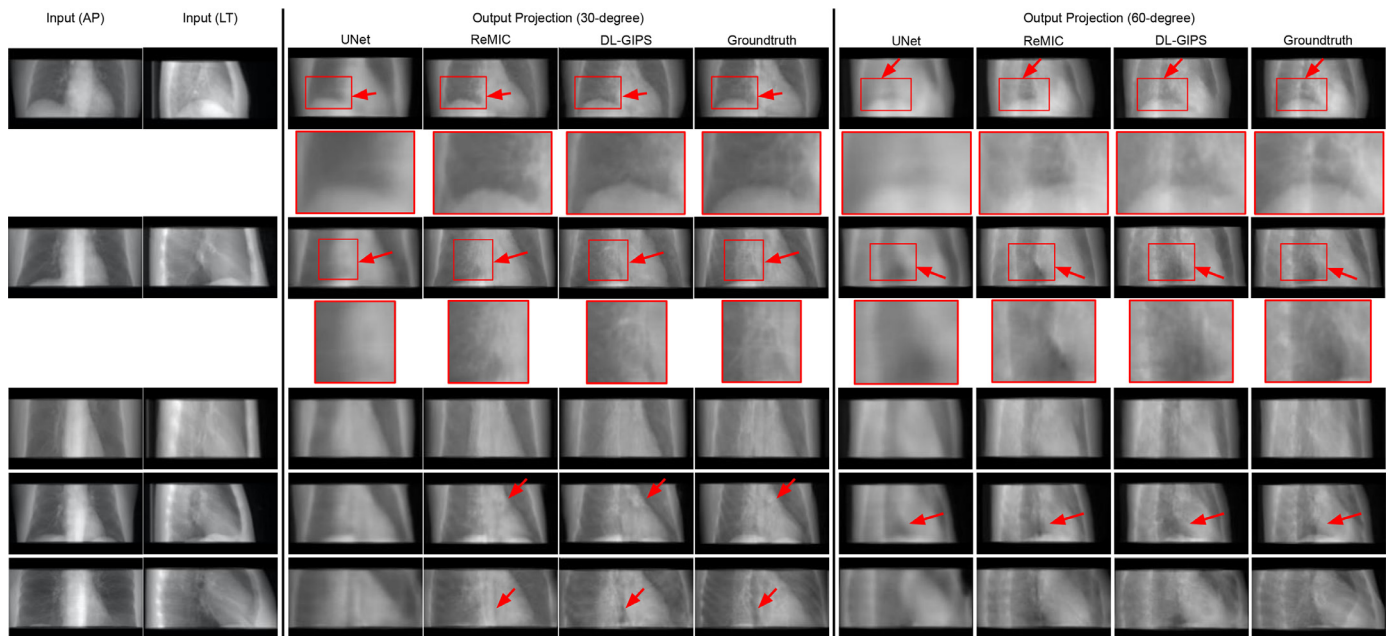 Input (AP) Input (LT) Output Projection (30-degree) Output Projection (60-degree)
UNet ReMIC DL-GIPS Groundtruth UNet ReMIC DL-GIPS Groundtruth